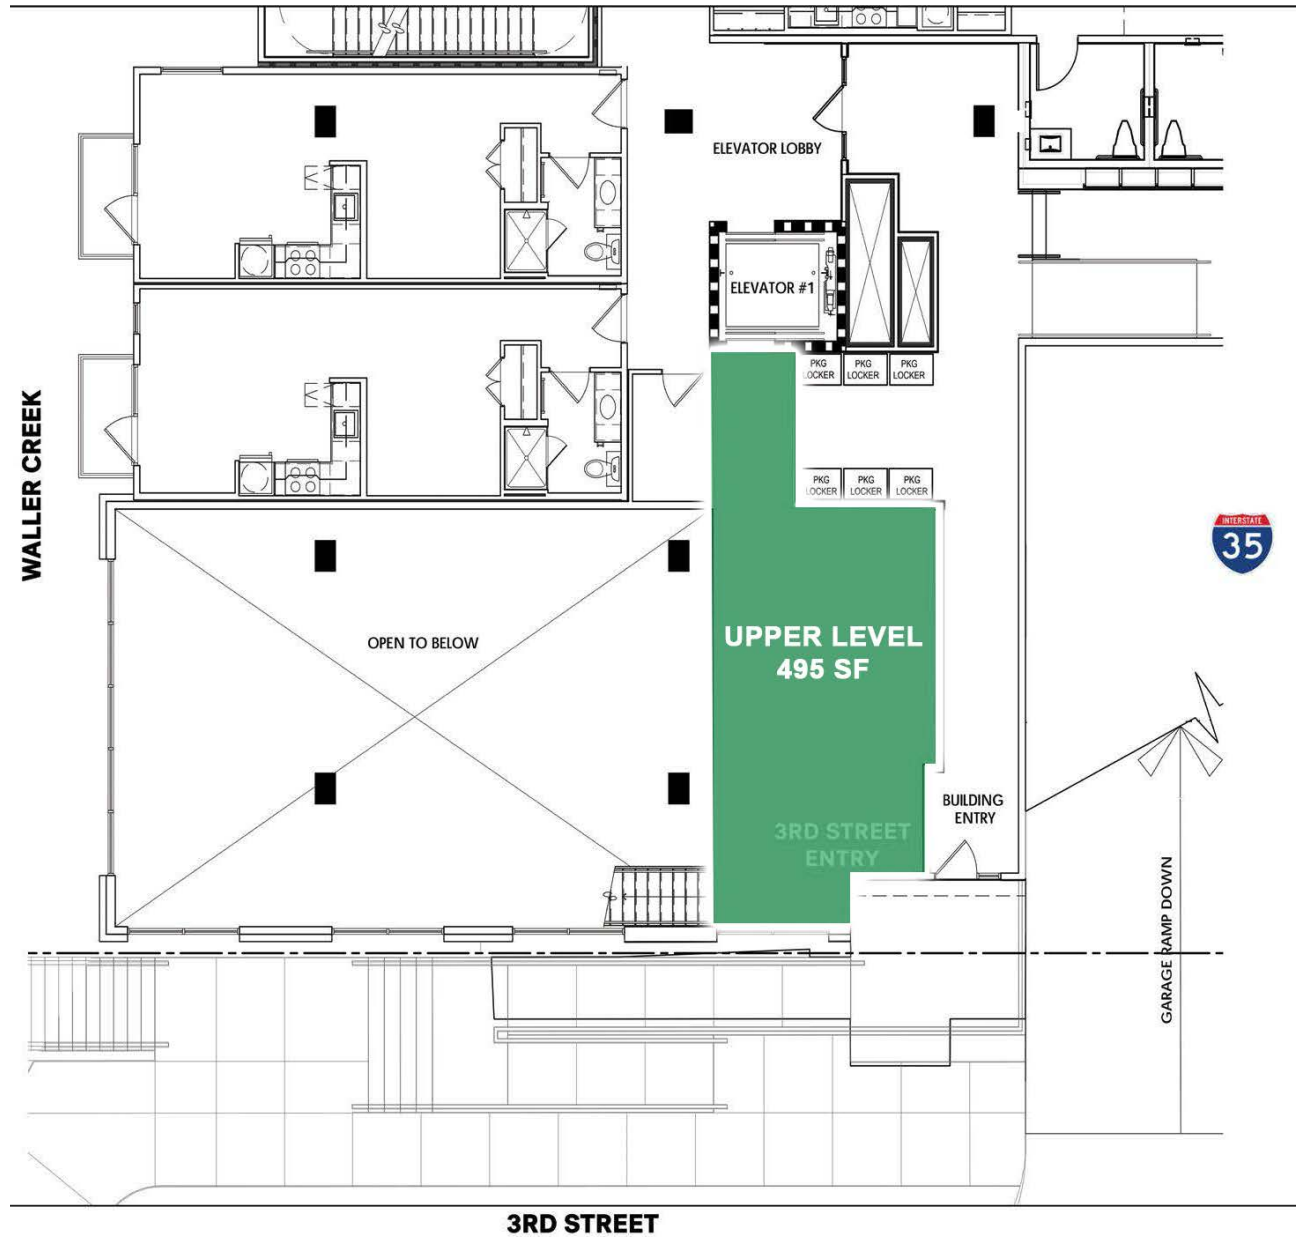 ELEVATOR LOBBY
ELEVATOR #1
PKG
LOCKER
PKG
LOCKER
PKG
LOCKER
WALLER CREEK
PKG
LOCKER
PKG
LOCKER
PKG
LOCKER
INTERSTATE
35
OPEN TO BELOW
UPPER LEVEL
495 SF
BUILDING
ENTRY
3RD STREET
ENTRY
GARAGE RAMP DOWN
3RD STREET